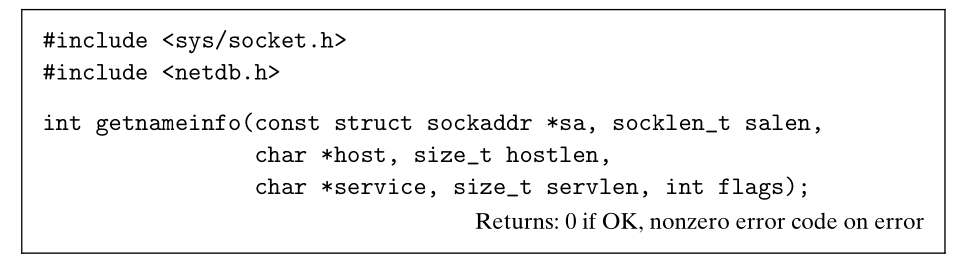 #include <sys/socket.h>
#include <netdb.h>
int getnameinfo(const struct sockaddr *sa, socklen_t salen,
char *host, size_t hostlen,
char *service, size_t servlen, int flags);
Returns: 0 if OK, nonzero error code on error